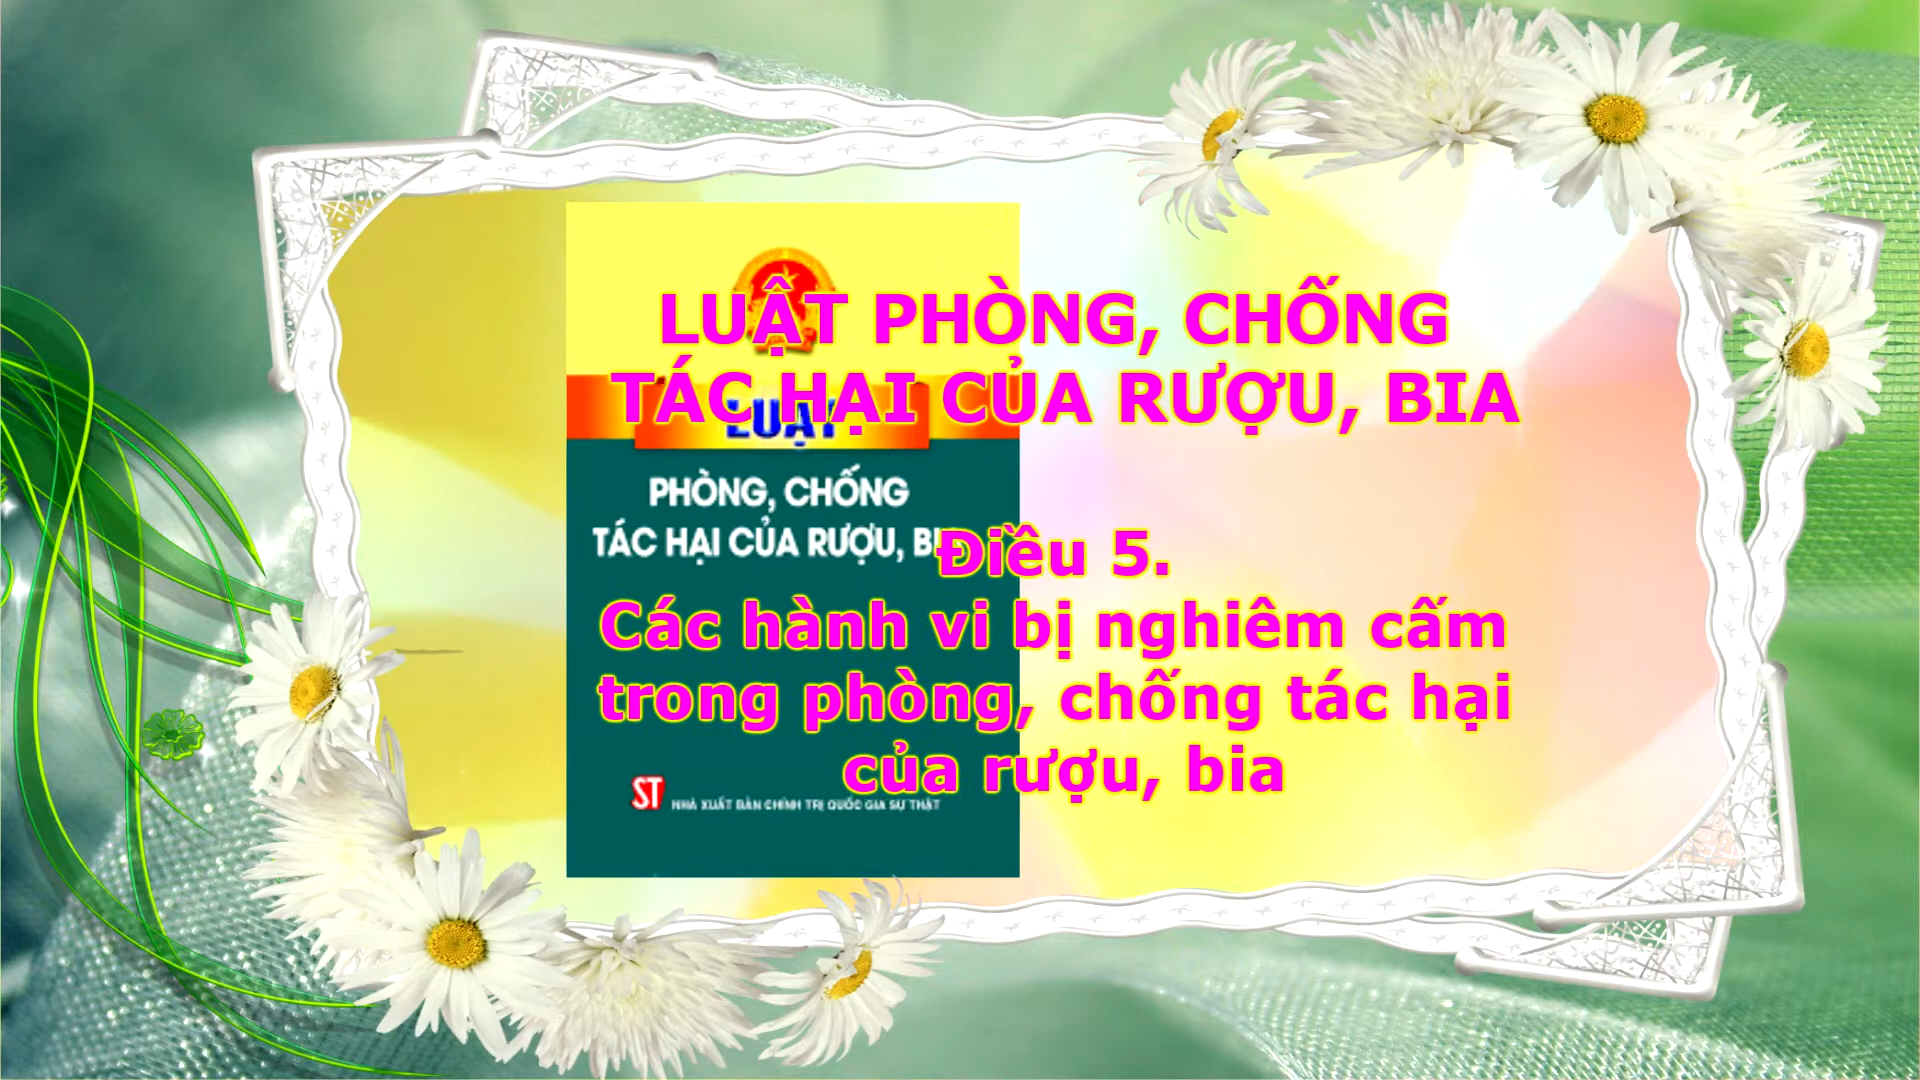 LUẬT PHÒNG, CHỐNG
TÁC HẠI CỦA RƯỢU, BIA
LUẬT
PHÒNG, CHỐNG
TÁC HẠI CỦA RƯỢU,
Điều 5.
Các hành vi bị nghiêm cấm
trong phòng, chống tác hại
của rượu, bia
ST
NHÀ XUẤT BẢN CHÍNH TRỊ QUỐC GIA SỰ THẬT